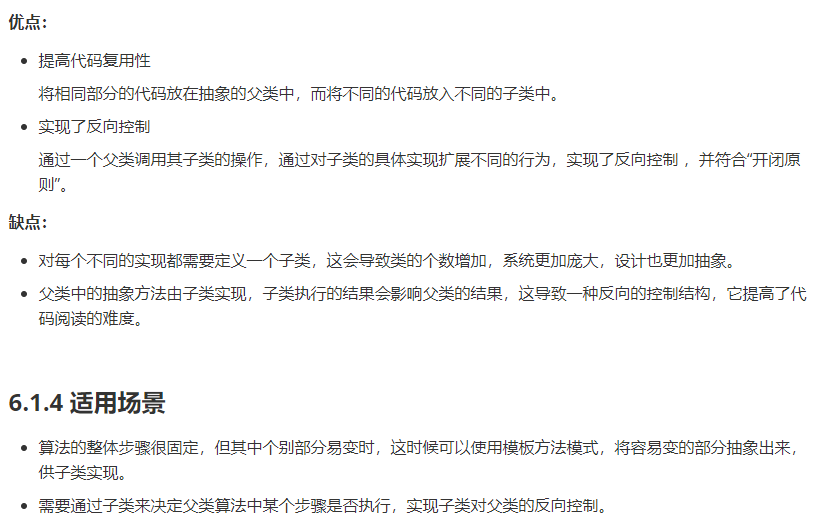 优点：
提高代码复用性
将相同部分的代码放在抽象的父类中，而将不同的代码放入不同的子类中。
实现了反向控制
通过一个父类调用其子类的操作，通过对子类的具体实现扩展不同的行为，实现了反向控制 ，并符合“开闭原
则”。
缺点：
对每个不同的实现都需要定义一个子类，这会导致类的个数增加，系统更加庞大，设计也更加抽象。
父类中的抽象方法由子类实现，子类执行的结果会影响父类的结果，这导致一种反向的控制结构，它提高了代
码阅读的难度。
6.1.4 适用场景
算法的整体步骤很固定，但其中个别部分易变时，这时候可以使用模板方法模式，将容易变的部分抽象出来，
供子类实现。
需要通过子类来决定父类算法中某个步骤是否执行，实现子类对父类的反向控制。